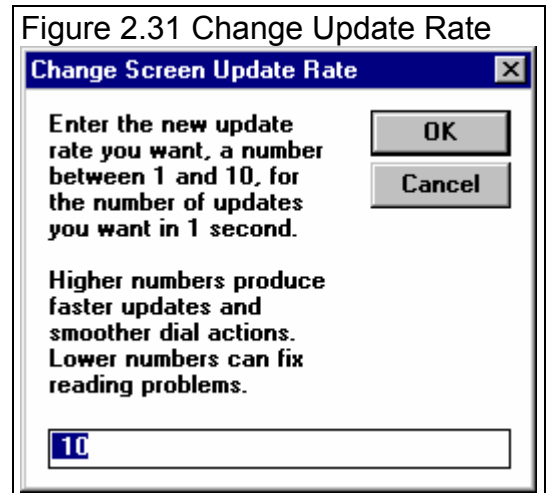 Figure 2.31 Change Update Rate
Change Screen Update Rate
Enter the new update
rate you want, a number
between 1 and 10, for
the number of updates
you want in 1 second.
OK
Cancel
Higher numbers produce
faster updates and
smoother dial actions.
Lower numbers can fix
reading problems.
10